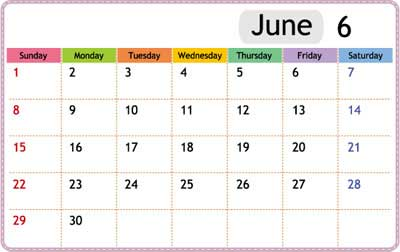 June 6
Sunday Monday Tuesday Wednesday Thursday Friday Saturday
1 2 3 4 5 6 7
8 9 10 11 12 13 14
15 16 17 18 19 20 21
22 23 24 25 26 27 28
29 30